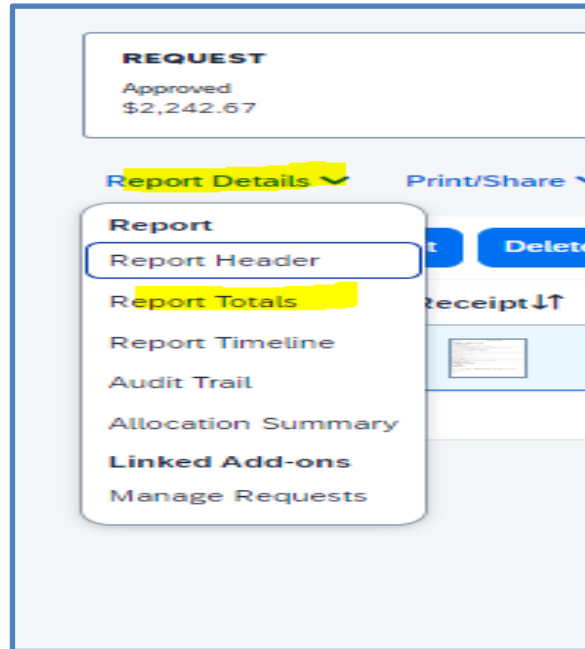 REQUEST
Approved
$2,242.67
Report Details Print/Share
Report
Report Header
Delete
Report Totals
Receipt↓↑
Report Timeline
Audit Trail
Allocation Summary
Linked Add-ons
Manage Requests